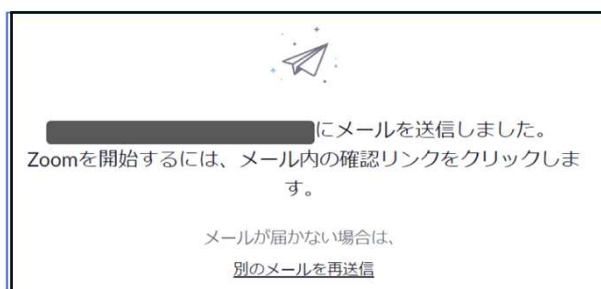 にメールを送信しました。
Zoomを開始するには、メール内の確認リンクをクリックしま
す。
メールが届かない場合は、
別のメールを再送信